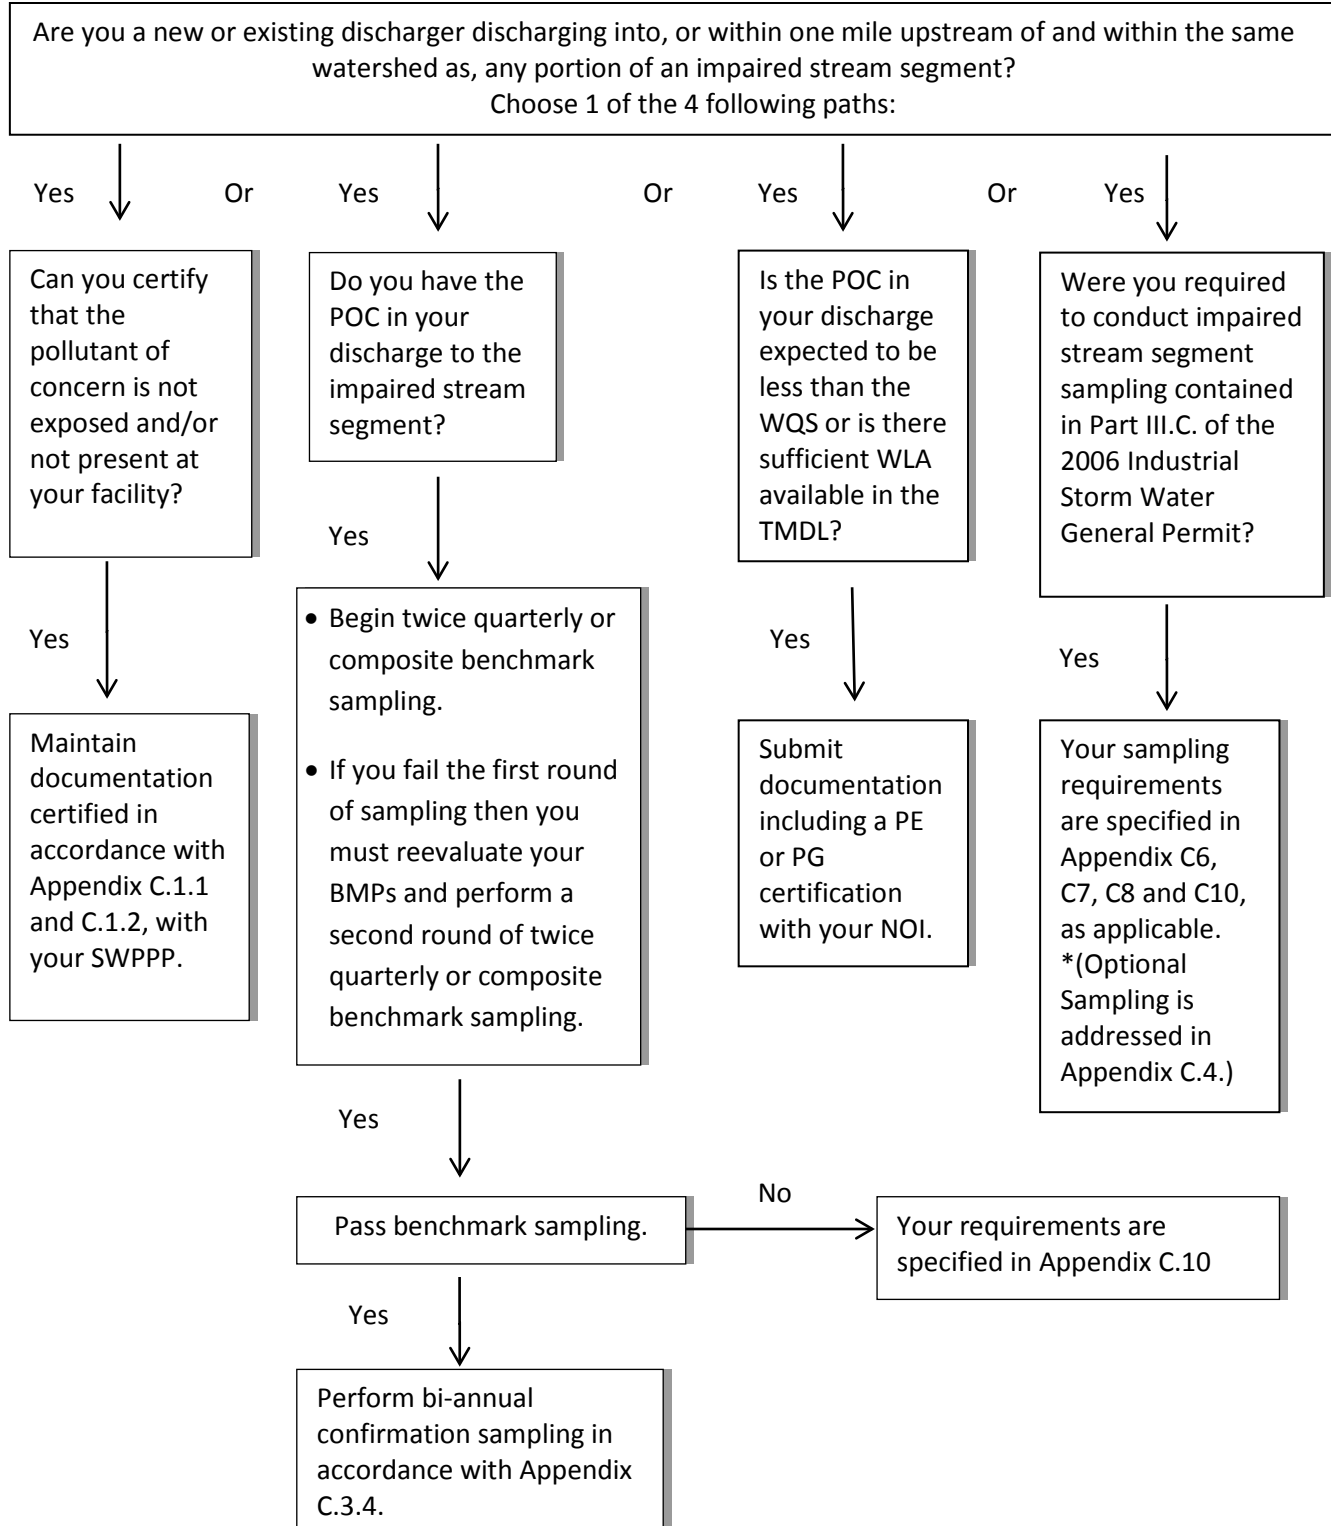 Are you a new or existing discharger discharging into, or within one mile upstream of and within the same
watershed as, any portion of an impaired stream segment?
Choose 1 of the 4 following paths:
Yes
Or
Yes
Or
Yes
Or
Yes
Can you certify
that the
pollutant of
concern is not
exposed and/or
not present at
your facility?
Do you have the
POC in your
discharge to the
impaired stream
segment?
Is the POC in
your discharge
expected to be
less than the
WQS or is there
sufficient WLA
available in the
TMDL?
Were you required
to conduct impaired
stream segment
sampling contained
in Part III.C. of the
2006 Industrial
Storm Water
General Permit?
Yes
Yes
Yes
Yes
Maintain
documentation
certified in
accordance with
Appendix C.1.1
and C.1.2, with
your SWPPP.
• Begin twice quarterly or
composite benchmark
sampling.
• If you fail the first round
of sampling then you
must reevaluate your
BMPs and perform a
second round of twice
quarterly or composite
benchmark sampling.
Submit
documentation
including a PE
or PG
certification
with your NOI.
Your sampling
requirements
are specified in
Appendix C6,
C7, C8 and C10,
as applicable.
*(Optional
Sampling is
addressed in
Appendix C.4.)
Yes
Pass benchmark sampling.
No
Your requirements are
specified in Appendix C.10
Yes
Perform bi-annual
confirmation sampling in
accordance with Appendix
C.3.4.